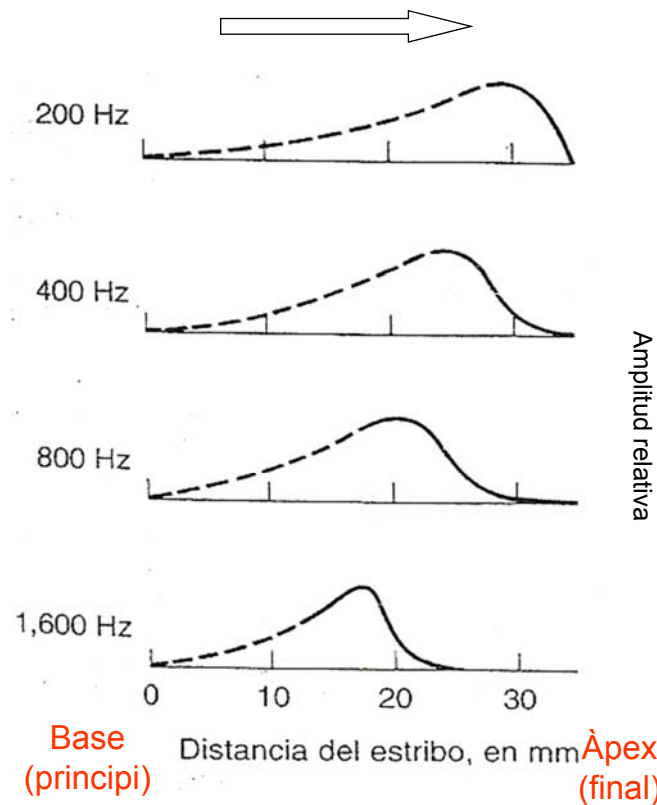 200 Hz
400 Hz
800 Hz
1,600 Hz
Amplitud relativa
0 10 20 30
Base
(principi)
Distancia del estribo, en mm
Àpex
(final)